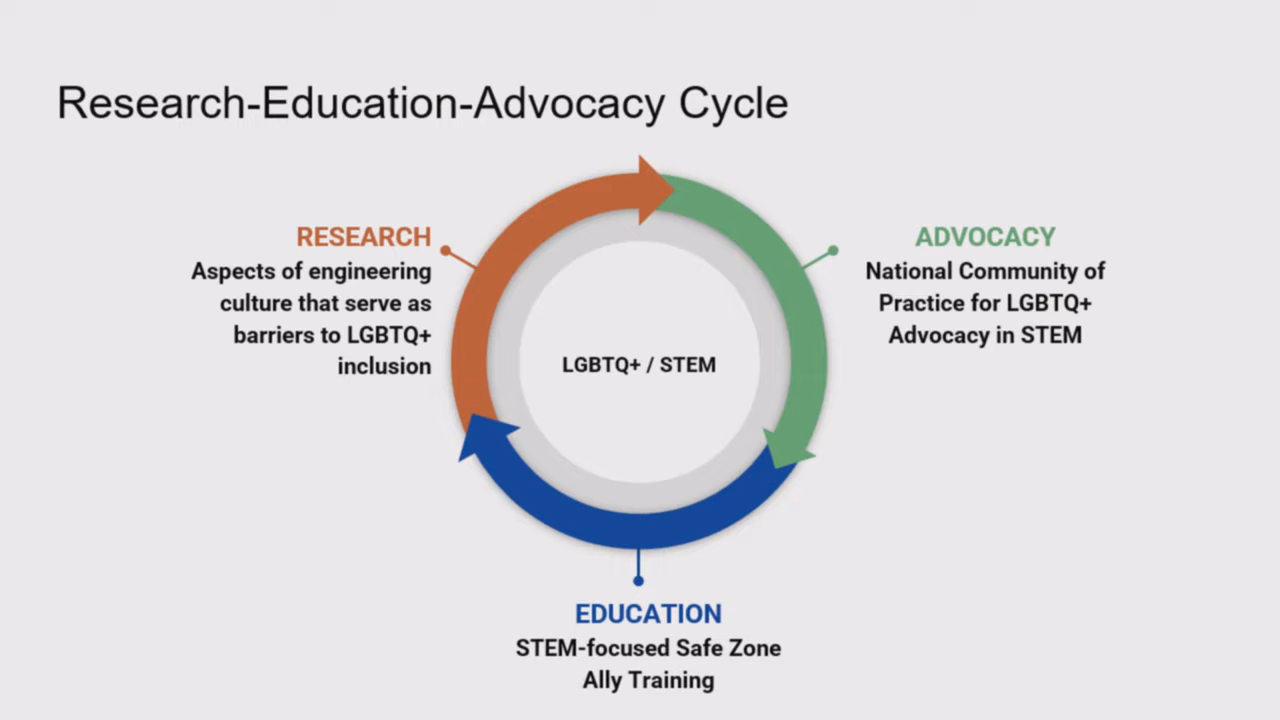 Research-Education-Advocacy Cycle
RESEARCH
Aspects of engineering
culture that serve as
barriers to LGBTQ+
inclusion
ADVOCACY
National Community of
Practice for LGBTQ+
Advocacy in STEM
LGBTQ+ / STEM
EDUCATION
STEM-focused Safe Zone
Ally Training